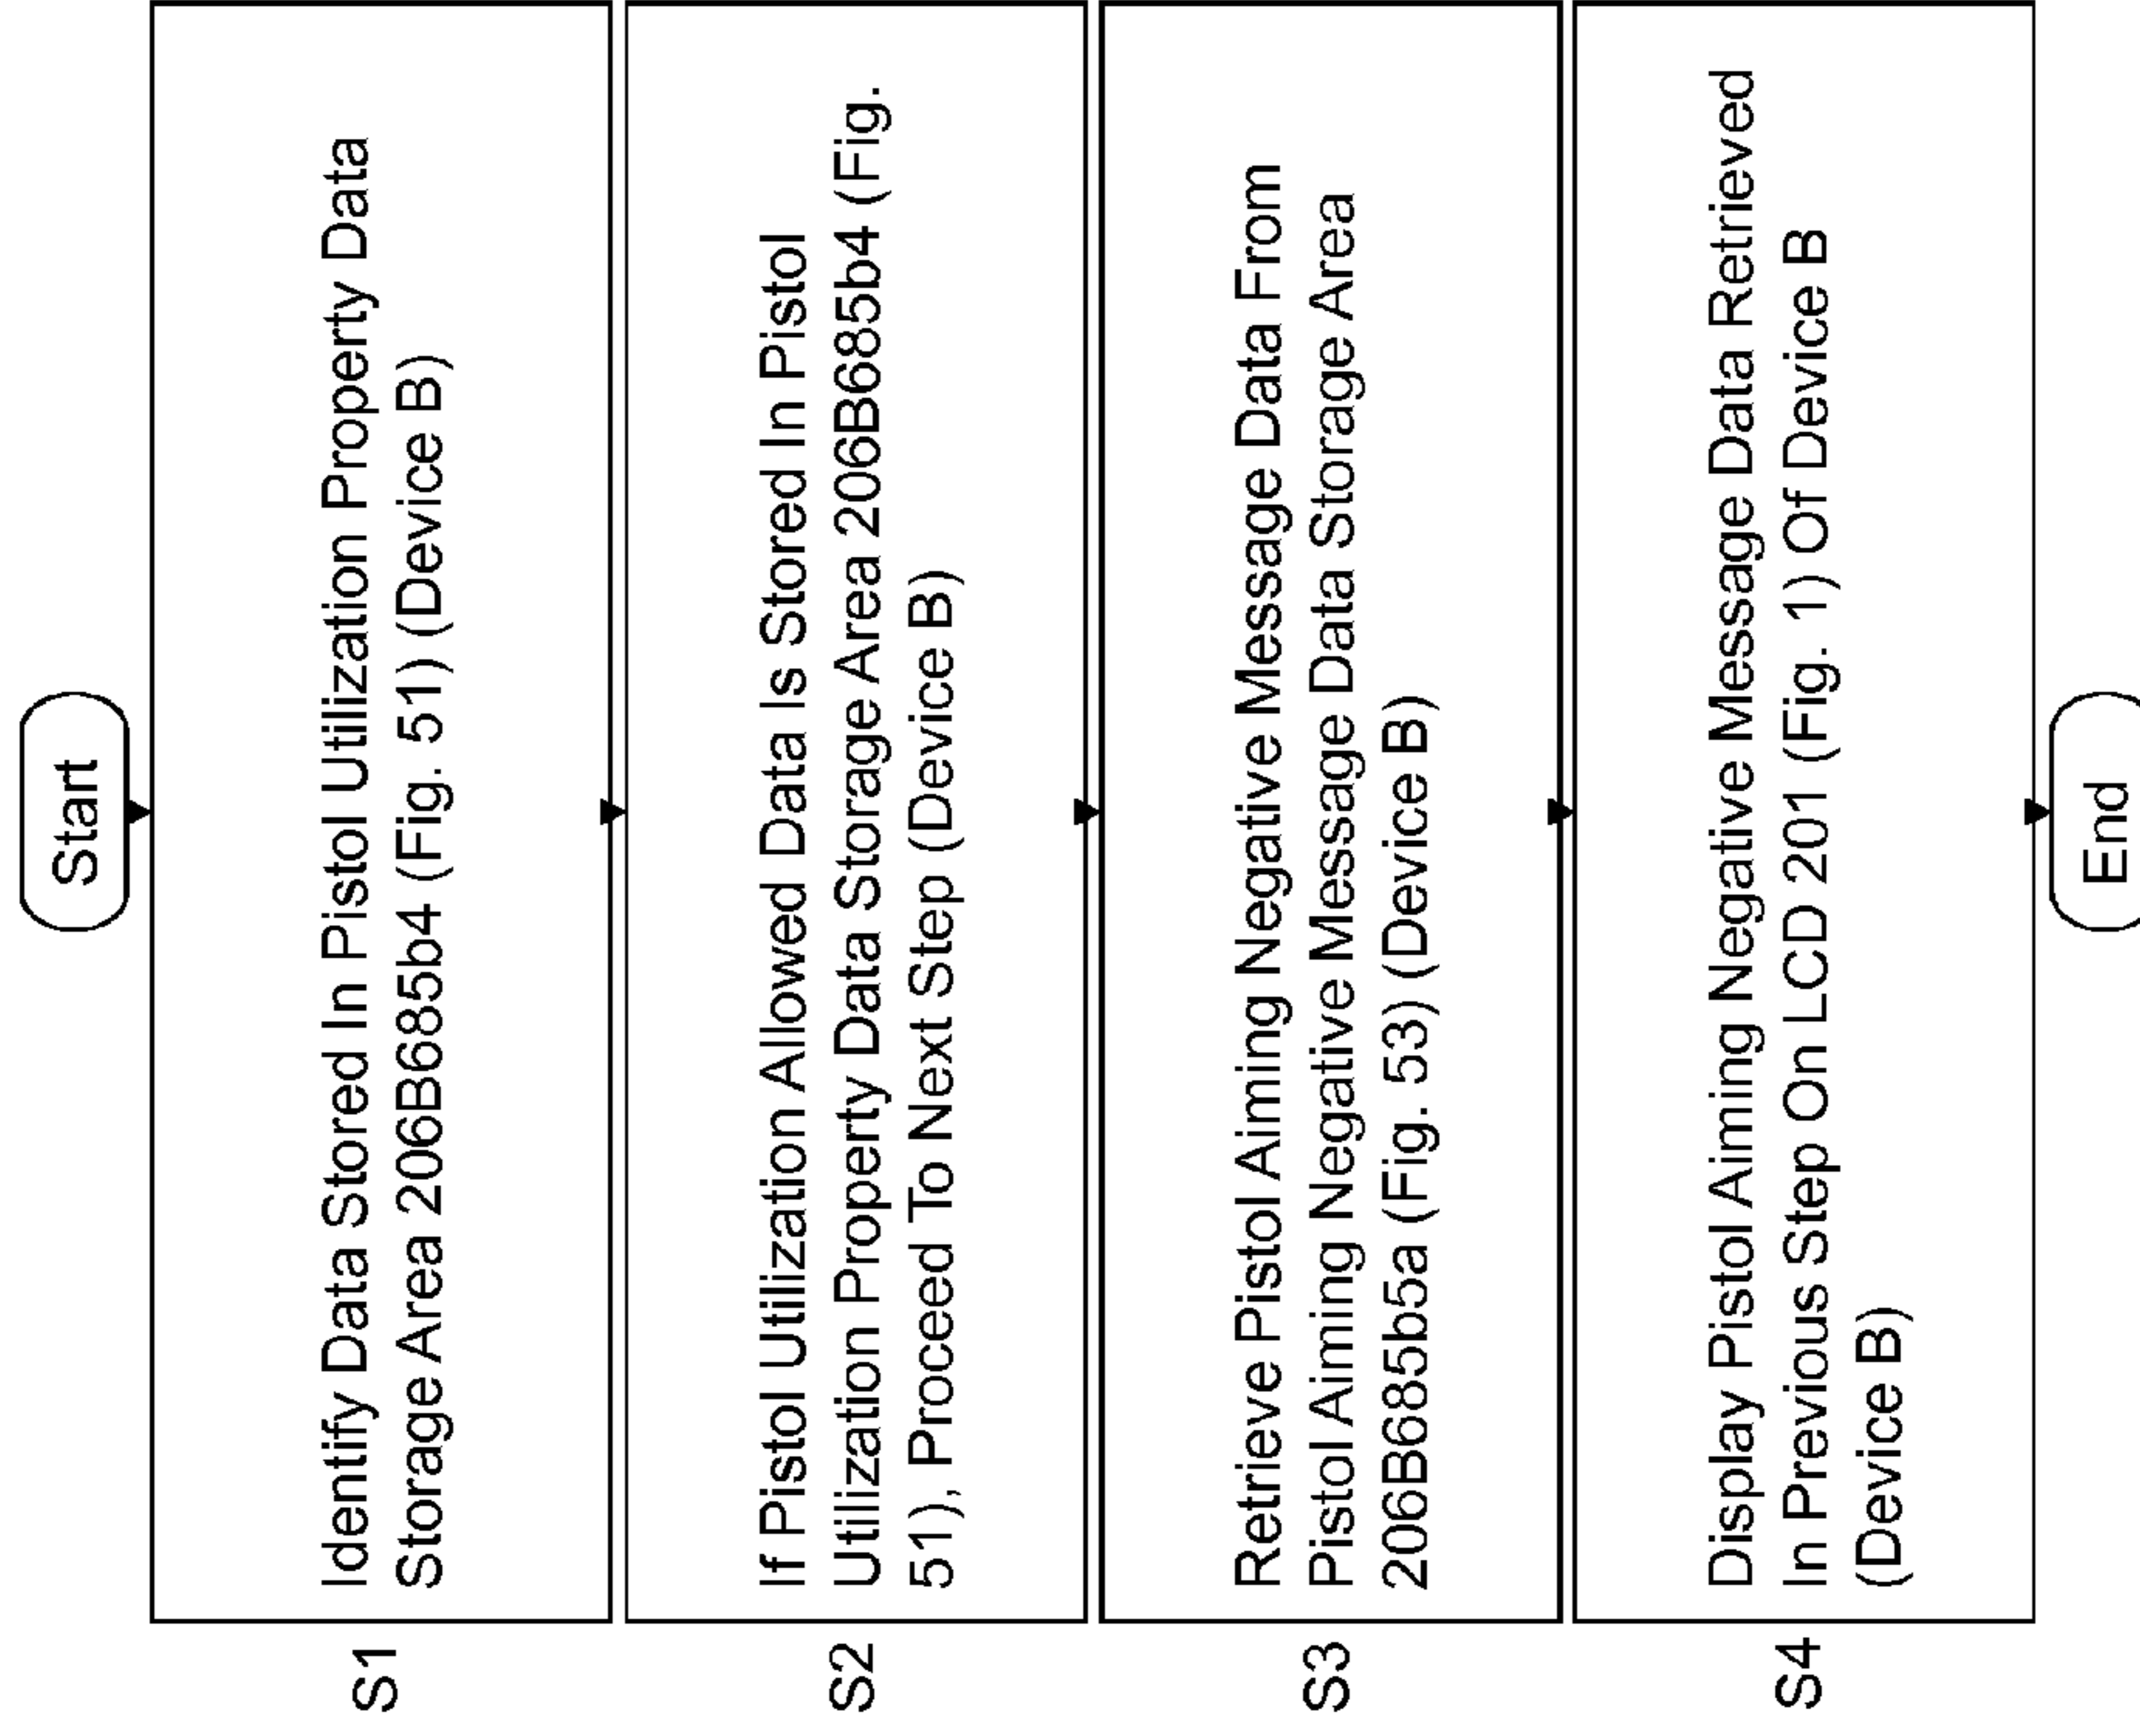 Start
S1
Identify Data Stored In Pistol Utilization Property Data
Storage Area 206B685b4 (Fig. 51) (Device B)
S2
If Pistol Utilization Allowed Data Is Stored In Pistol
Utilization Property Data Storage Area 206B685b4 (Fig.
51), Proceed To Next Step (Device B)
S3
Retrieve Pistol Aiming Negative Message Data From
Pistol Aiming Negative Message Data Storage Area
206B685b5a (Fig. 53) (Device B)
S4
Display Pistol Aiming Negative Message Data Retrieved
In Previous Step On LCD 201 (Fig. 1) Of Device B
(Device B)
End